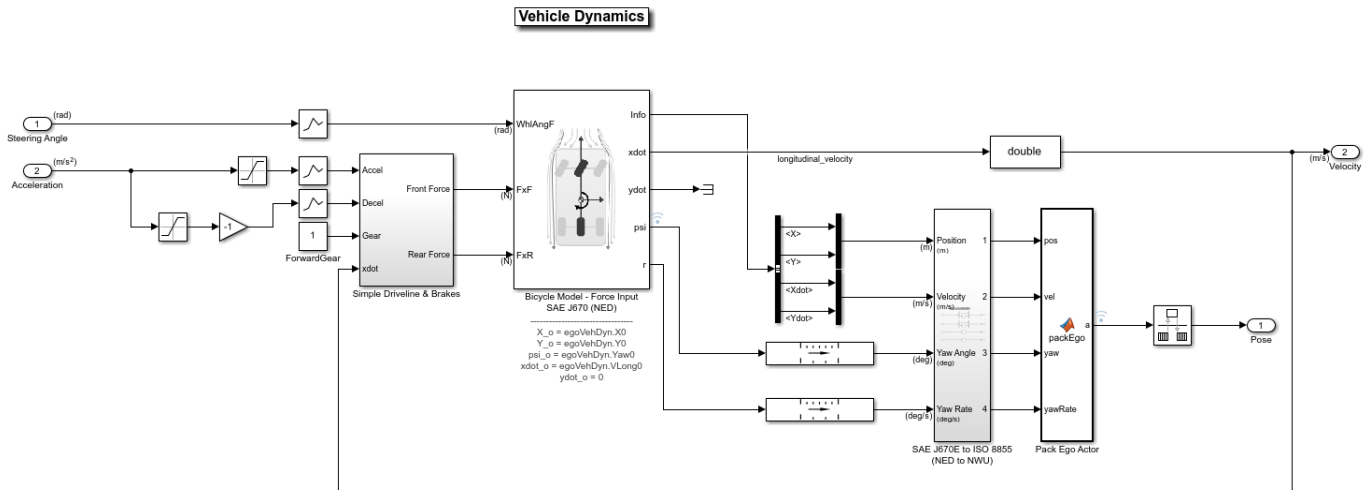 Vehicle Dynamics
1
(rad)
Steering Angle
2
(m/s²)
Acceleration
-1
1
ForwardGear
Accel
Decel
Gear
xdot
Front Force
Rear Force
Simple Driveline & Brakes
(rad)
(N)
(N)
WhlAngF
FxF
FxR
Info
xdot
ydot
psi
r
Bicycle Model - Force Input
SAE J670 (NED)
X_o = egoVehDyn.X0
Y_o = egoVehDyn.Y0
psi_o = egoVehDyn.Yaw0
xdot_o = egoVehDyn.VLong0
ydot_o = 0
longitudinal_velocity
double
(m/s)
2
Velocity
<X>
<Y>
<Xdot>
<Ydot>
(m)
(m/s)
(deg)
(deg/s)
Position
(m)
Velocity
(m/s)
Yaw Angle
(deg)
Yaw Rate
(deg/s)
1
2
3
4
SAE J670E to ISO 8855
(NED to NWU)
pos
vel
yaw
yawRate
packEgo
a
Pack Ego Actor
1
Pose